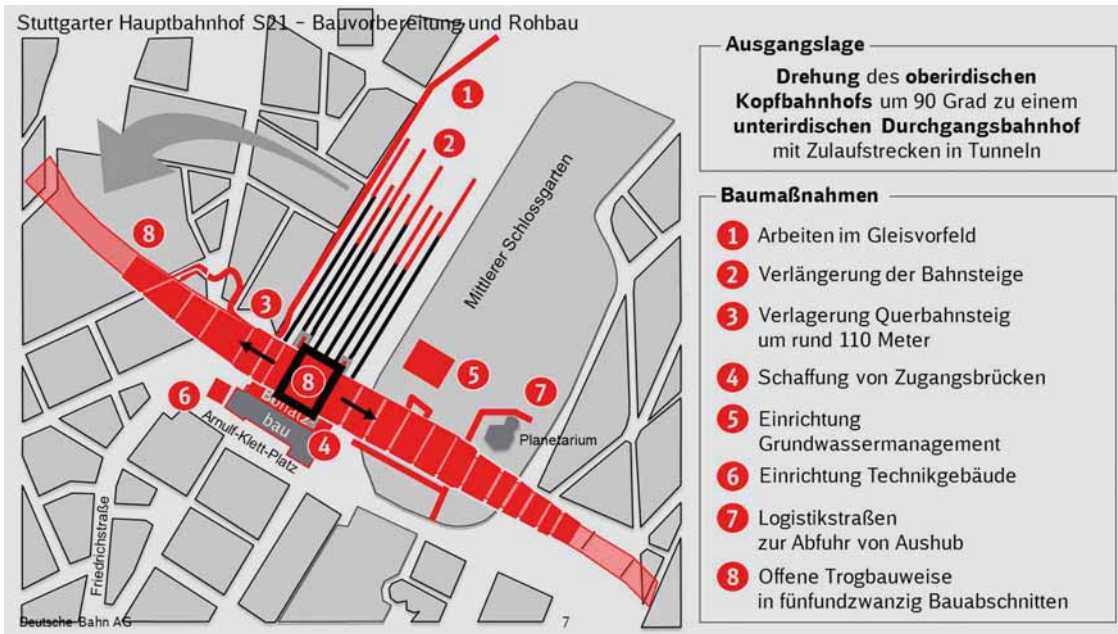 Stuttgarter Hauptbahnhof S21 – Bauvorbereitung und Rohbau
Ausgangslage
Drehung des oberirdischen
Kopfbahnhofs um 90 Grad zu einem
unterirdischen Durchgangsbahnhof
mit Zulaufstrecken in Tunneln
Baumaßnahmen
1 Arbeiten im Gleisvorfeld
2 Verlängerung der Bahnsteige
3 Verlagerung Querbahnsteig
um rund 110 Meter
4 Schaffung von Zugangsbrücken
5 Einrichtung
Grundwassermanagement
6 Einrichtung Technikgebäude
7 Logistikstraßen
zur Abfuhr von Aushub
8 Offene Trogbauweise
in fünfundzwanzig Bauabschnitten
1
2
Mittlerer Schlossgarten
8
3
8
5
7
6
Bonatz
bau
4
Planetarium
Arnulf-Klett-Platz
Friedrichstraße
Deutsche Bahn AG
7